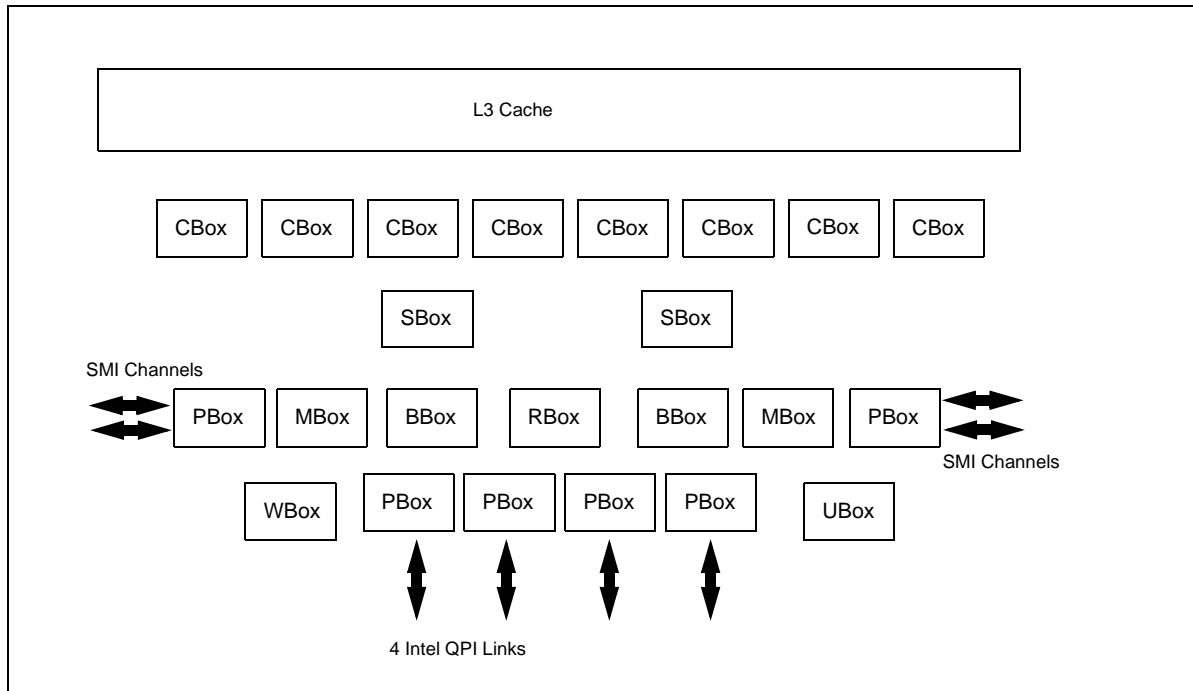 L3 Cache
CBox CBox CBox CBox CBox CBox CBox CBox
SBox SBox
SMI Channels
PBox MBox BBox RBox BBox MBox PBox
SMI Channels
WBox PBox PBox PBox PBox UBox
4 Intel QPI Links